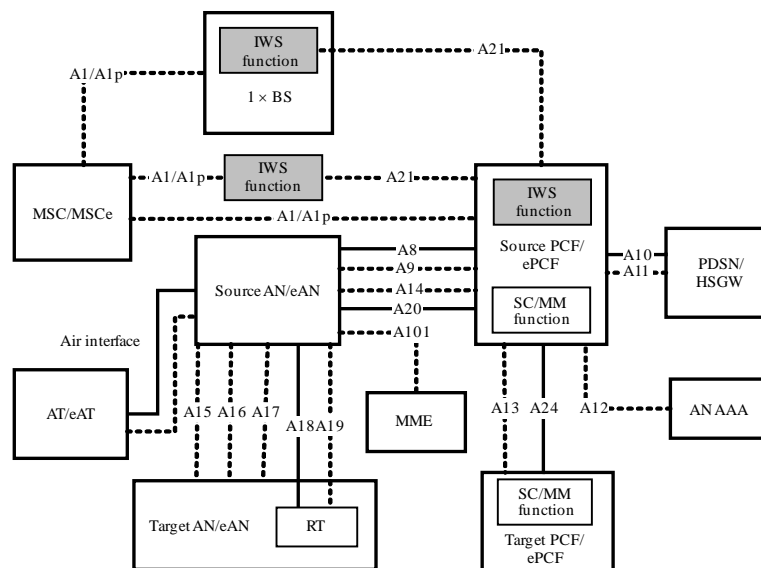 IWS
function
1 × BS
A21
A1/A1p
MSC/MSCe
A1/A1p
IWS
function
A21
A1/A1p
IWS
function
Source PCF/
ePCF
SC/MM
function
A8
A9
A14
A20
A101
Source AN/eAN
A10
A11
PDSN/
HSGW
Air interface
AT/eAT
A15
A16
A17
A18
A19
MME
A13
A24
A12
AN AAA
Target AN/eAN
RT
SC/MM
function
Target PCF/
ePCF